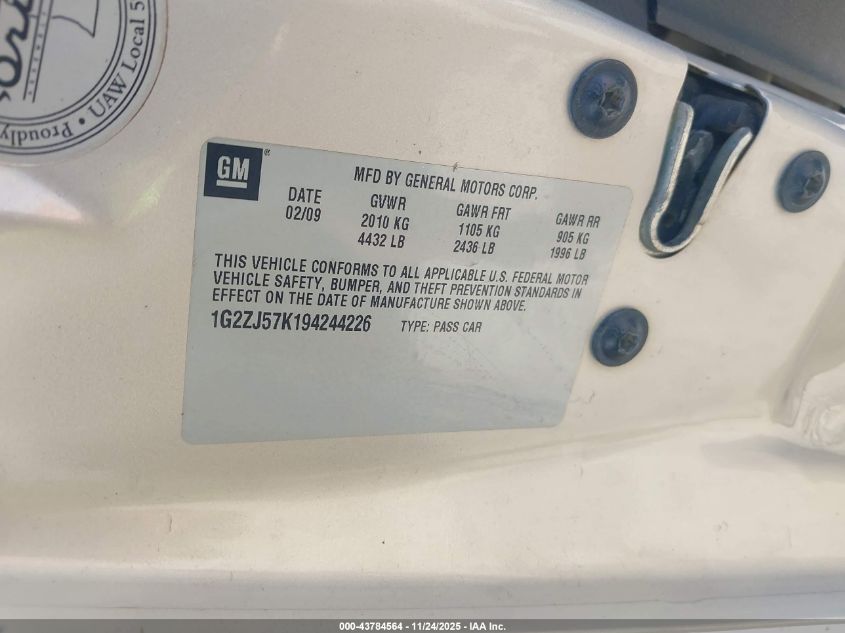 Proudly • UAW Local 5
GM
MFD BY GENERAL MOTORS CORP.
DATE GVWR GAWR FRT GAWR RR
02/09 2010 KG 1105 KG 905 KG
4432 LB 2436 LB 1996 LB
THIS VEHICLE CONFORMS TO ALL APPLICABLE U.S. FEDERAL MOTOR
VEHICLE SAFETY, BUMPER, AND THEFT PREVENTION STANDARDS IN
EFFECT ON THE DATE OF MANUFACTURE SHOWN ABOVE.
1G2ZJ57K194244226 TYPE: PASS CAR
000-43784564 - 11/24/2025 - IAA Inc.